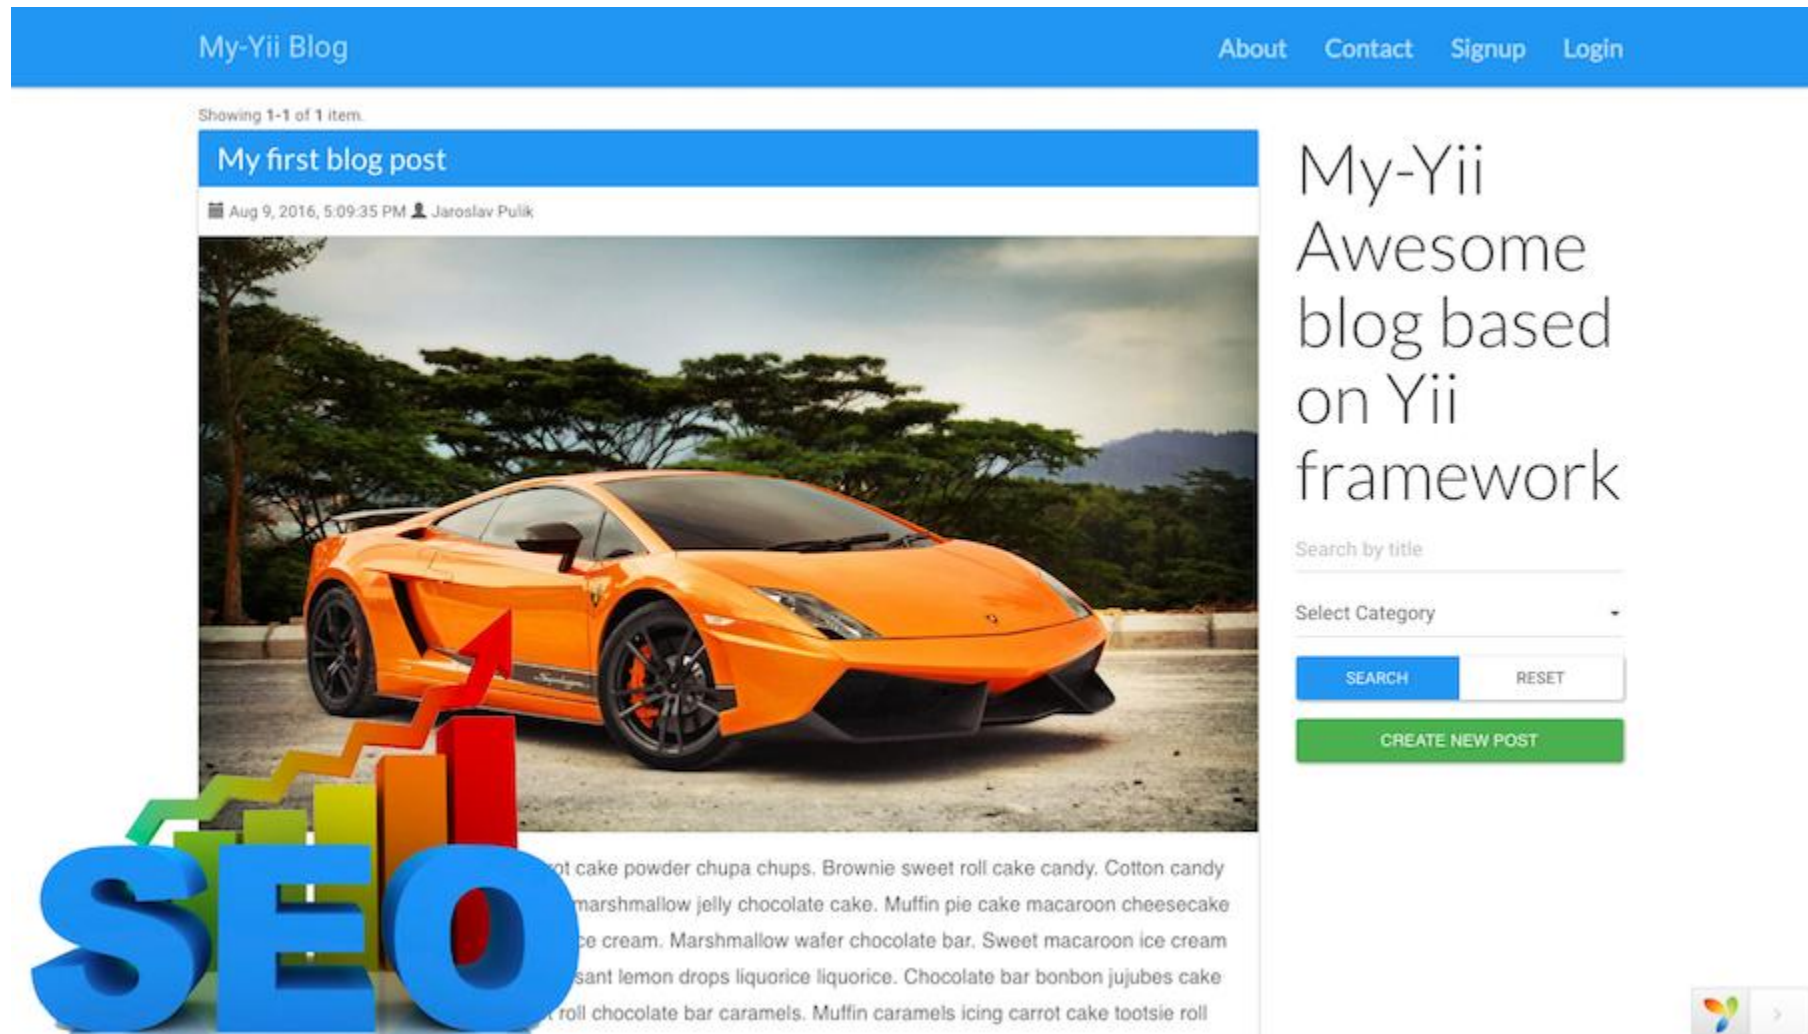 My-Yii Blog
About Contact Signup Login
Showing 1-1 of 1 item.
My first blog post
Aug 9, 2016, 5:09:35 PM Jaroslav Pulik
My-Yii
Awesome
blog based
on Yii
framework
Search by title
Select Category
SEARCH RESET
CREATE NEW POST
SEO
cake powder chupa chups. Brownie sweet roll cake candy. Cotton candy
marshmallow jelly chocolate cake. Muffin pie cake macaroon cheesecake
cream. Marshmallow wafer chocolate bar. Sweet macaroon ice cream
lemon drops liquorice liquorice. Chocolate bar bonbon jujubes cake
roll chocolate bar caramels. Muffin caramels icing carrot cake tootsie roll